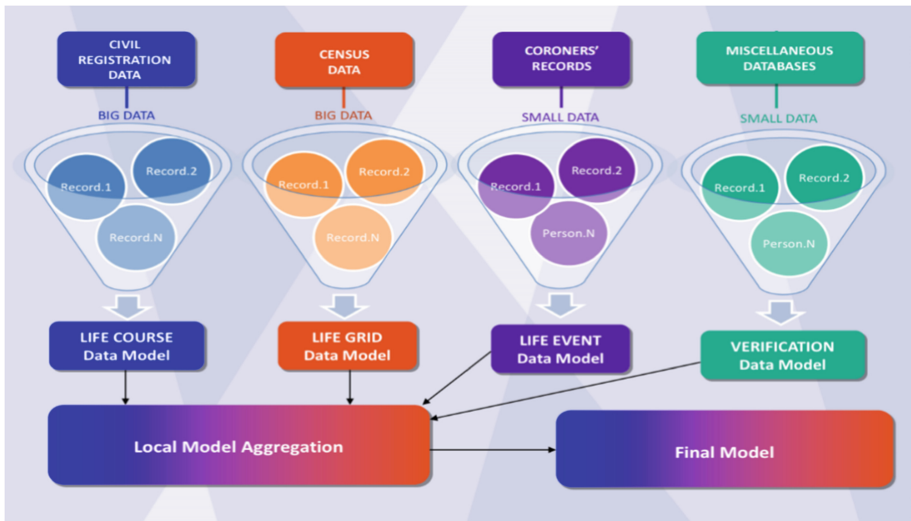 CIVIL
REGISTRATION
DATA
CENSUS
DATA
CORONERS'
RECORDS
MISCELLANEOUS
DATABASES
BIG DATA
BIG DATA
SMALL DATA
SMALL DATA
Record.1
Record.2
Record.N
Record.1
Record.2
Record.N
Record.1
Record.2
Person.N
Record.1
Record.2
Person.N
LIFE COURSE
Data Model
LIFE GRID
Data Model
LIFE EVENT
Data Model
VERIFICATION
Data Model
Local Model Aggregation
Final Model